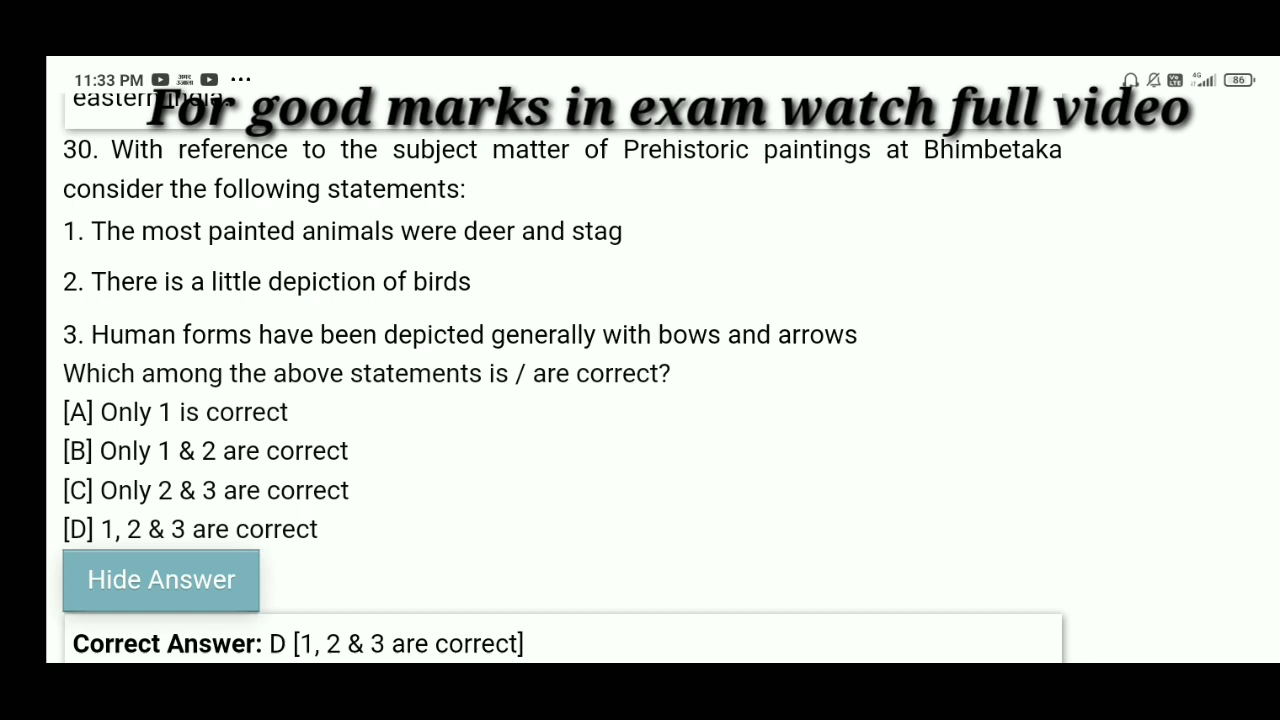 11:33 PM
4G 86
eastern India.
For good marks in exam watch full video
30. With reference to the subject matter of Prehistoric paintings at Bhimbetaka
consider the following statements:
1. The most painted animals were deer and stag
2. There is a little depiction of birds
3. Human forms have been depicted generally with bows and arrows
Which among the above statements is / are correct?
[A] Only 1 is correct
[B] Only 1 & 2 are correct
[C] Only 2 & 3 are correct
[D] 1, 2 & 3 are correct
Hide Answer
Correct Answer: D [1, 2 & 3 are correct]